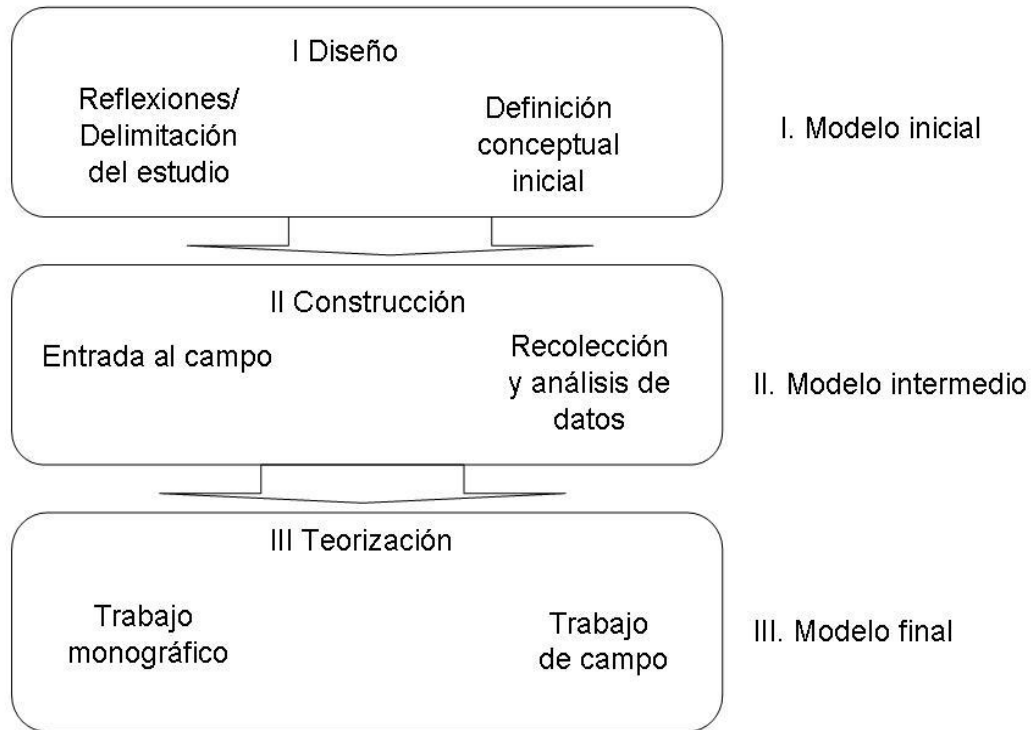 I Diseño
Reflexiones/
Delimitación
del estudio
Definición
conceptual
inicial
I. Modelo inicial
II Construcción
Entrada al campo
Recolección
y análisis de
datos
II. Modelo intermedio
III Teorización
Trabajo
monográfico
Trabajo
de campo
III. Modelo final